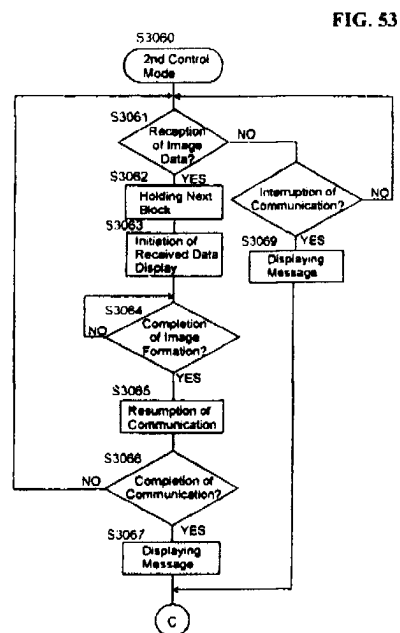 FIG. 53
S3060
2nd Control
Mode
S3061
Reception
of Image
Data?
NO
YES
S3062
Holding Next
Block
Interruption of
Communication?
NO
YES
S3063
Initiation of
Received Data
Display
S3069
Displaying
Message
S3064
NO
Completion
of Image
Formation?
YES
S3065
Resumption of
Communication
S3066
NO
Completion of
Communication?
YES
S3067
Displaying
Message
C